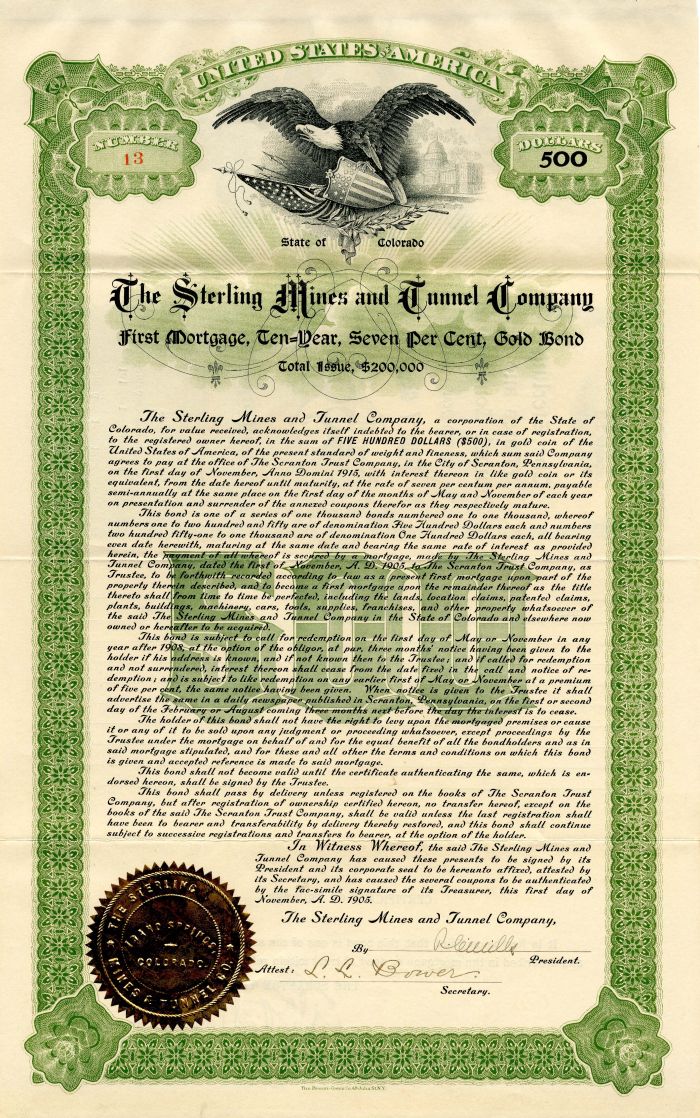 UNITED STATES OF AMERICA
NUMBER
13
DOLLARS
500
State of Colorado
The Sterling Mines and Tunnel Company
First Mortgage, Ten-Year, Seven Per Cent, Gold Bond
Total Issue, $200,000
The Sterling Mines and Tunnel Company, a corporation of the State of
Colorado, for value received, acknowledges itself indebted to the bearer, or in case of registration,
to the registered owner hereof, in the sum of FIVE HUNDRED DOLLARS ($500), in gold coin of the
United States of America, of the present standard of weight and fineness, which sum said Company
agrees to pay at the office of The Scranton Trust Company, in the City of Scranton, Pennsylvania,
on the first day of November, Anno Domini 1915, with interest thereon in like gold coin or its
equivalent, from the date hereof until maturity, at the rate of seven per centum per annum, payable
semi-annually at the same place on the first day of the months of May and November of each year
on presentation and surrender of the annexed coupons therefor as they respectively mature.
This bond is one of a series of one thousand bonds numbered one to one thousand, whereof
numbers one to two hundred and fifty are of denomination Five Hundred Dollars each and numbers
two hundred fifty-one to one thousand are of denomination One Hundred Dollars each, all bearing
even date herewith, maturing at the same date and bearing the same rate of interest as provided
herein, the payment of all whereof is secured by a mortgage, made by The Sterling Mines and
Tunnel Company, dated the first of November, A. D. 1905, to The Scranton Trust Company, as
Trustee, to be forthwith recorded according to law as a present first mortgage upon part of the
property therein described, and to become a first mortgage upon the remainder thereof as the title
thereto shall from time to time be perfected, including the lands, location claims, patented claims,
plants, buildings, machinery, cars, tools, supplies, franchises, and other property whatsoever of
the said The Sterling Mines and Tunnel Company in the State of Colorado and elsewhere now
owned or hereafter to be acquired.
This bond is subject to call for redemption on the first day of May or November in any
year after 1908, at the option of the obligor, at par, three months' notice having been given to the
holder if his address is known, and if not known then to the Trustee; and if called for redemption
and not surrendered, interest thereon shall cease from the date fixed in the call and notice of re-
demption; and is subject to like redemption on any earlier first of May or November at a premium
of five per cent, the same notice having been given. When notice is given to the Trustee it shall
advertise the same in a daily newspaper published in Scranton, Pennsylvania, on the first or second
day of the February or August coming three months next before the day the interest is to cease.
The holder of this bond shall not have the right to levy upon the mortgaged premises or cause
it or any of it to be sold upon any judgment or proceeding whatsoever, except proceedings by the
Trustee under the mortgage on behalf of and for the equal benefit of all the bondholders and as in
said mortgage stipulated, and for these and all other the terms and conditions on which this bond
is given and accepted reference is made to said mortgage.
This bond shall not become valid until the certificate authenticating the same, which is en-
dorsed hereon, shall be signed by the Trustee.
This bond shall pass by delivery unless registered on the books of The Scranton Trust
Company, but after registration of ownership certified hereon, no transfer hereof, except on the
books of the said The Scranton Trust Company, shall be valid unless the last registration shall
have been to bearer and transferability by delivery thereby restored, and this bond shall continue
subject to successive registrations and transfers to bearer, at the option of the holder.
In Witness Whereof, the said The Sterling Mines and
Tunnel Company has caused these presents to be signed by its
President and its corporate seal to be hereunto affixed, attested by
its Secretary, and has caused the several coupons to be authenticated
by the fac-simile signature of its Treasurer, this first day of
November, A. D. 1905.
The Sterling Mines and Tunnel Company,
By
President.
Attest: L. L. Bower.
Secretary.
THE STERLING
MINES & TUNNEL CO.
IDAHO SPRINGS
COLORADO.